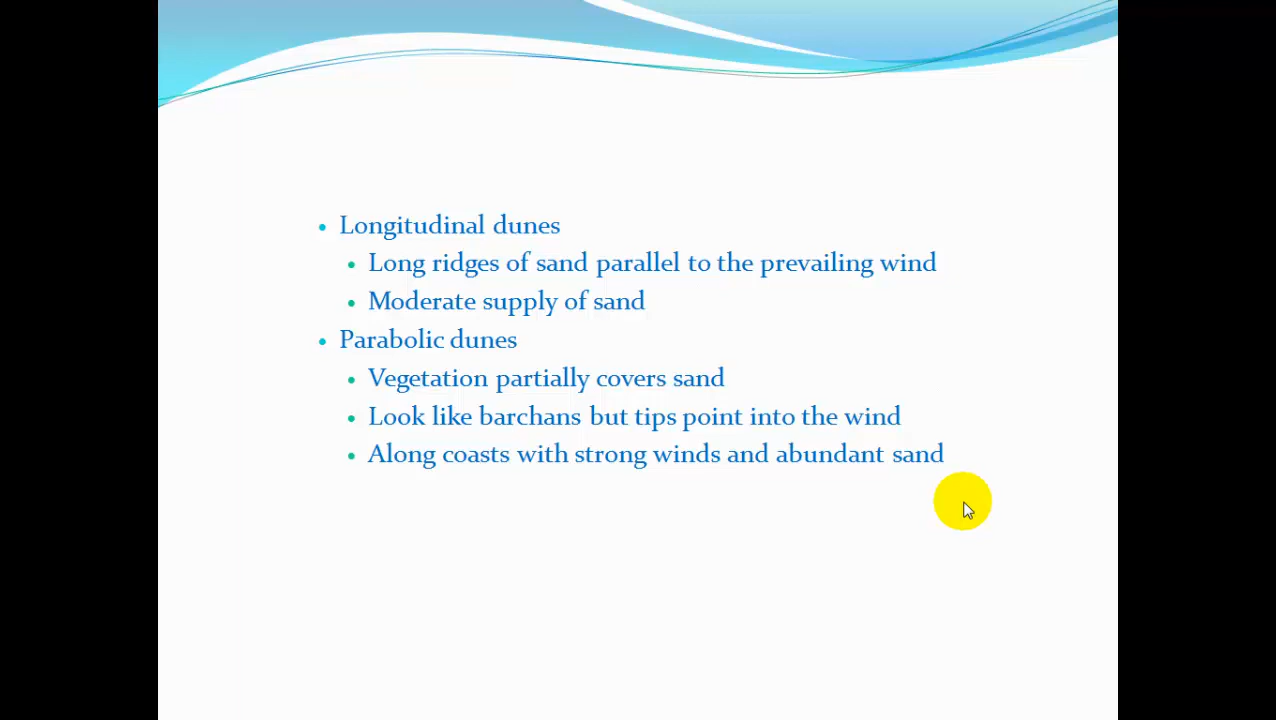 • Longitudinal dunes
• Long ridges of sand parallel to the prevailing wind
• Moderate supply of sand
• Parabolic dunes
• Vegetation partially covers sand
• Look like barchans but tips point into the wind
• Along coasts with strong winds and abundant sand